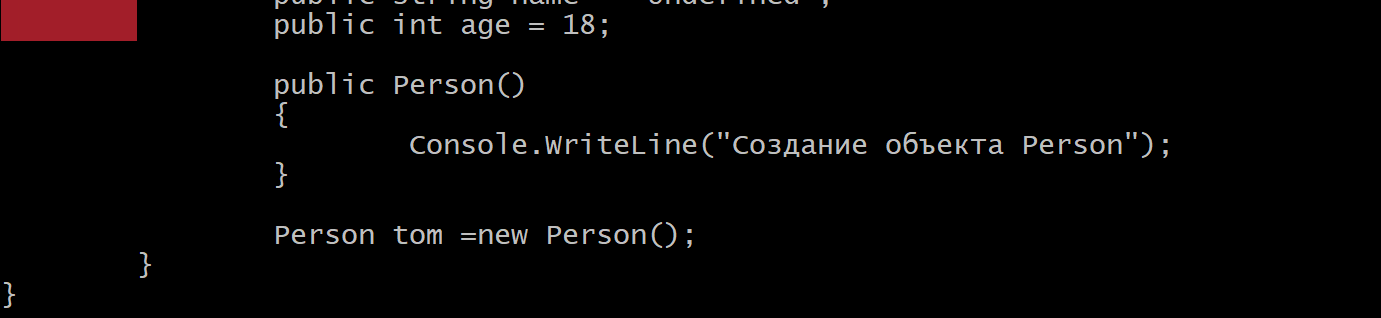 public int age = 18;
public Person()
{
Console.WriteLine("Создание объекта Person");
}
Person tom =new Person();
}
}